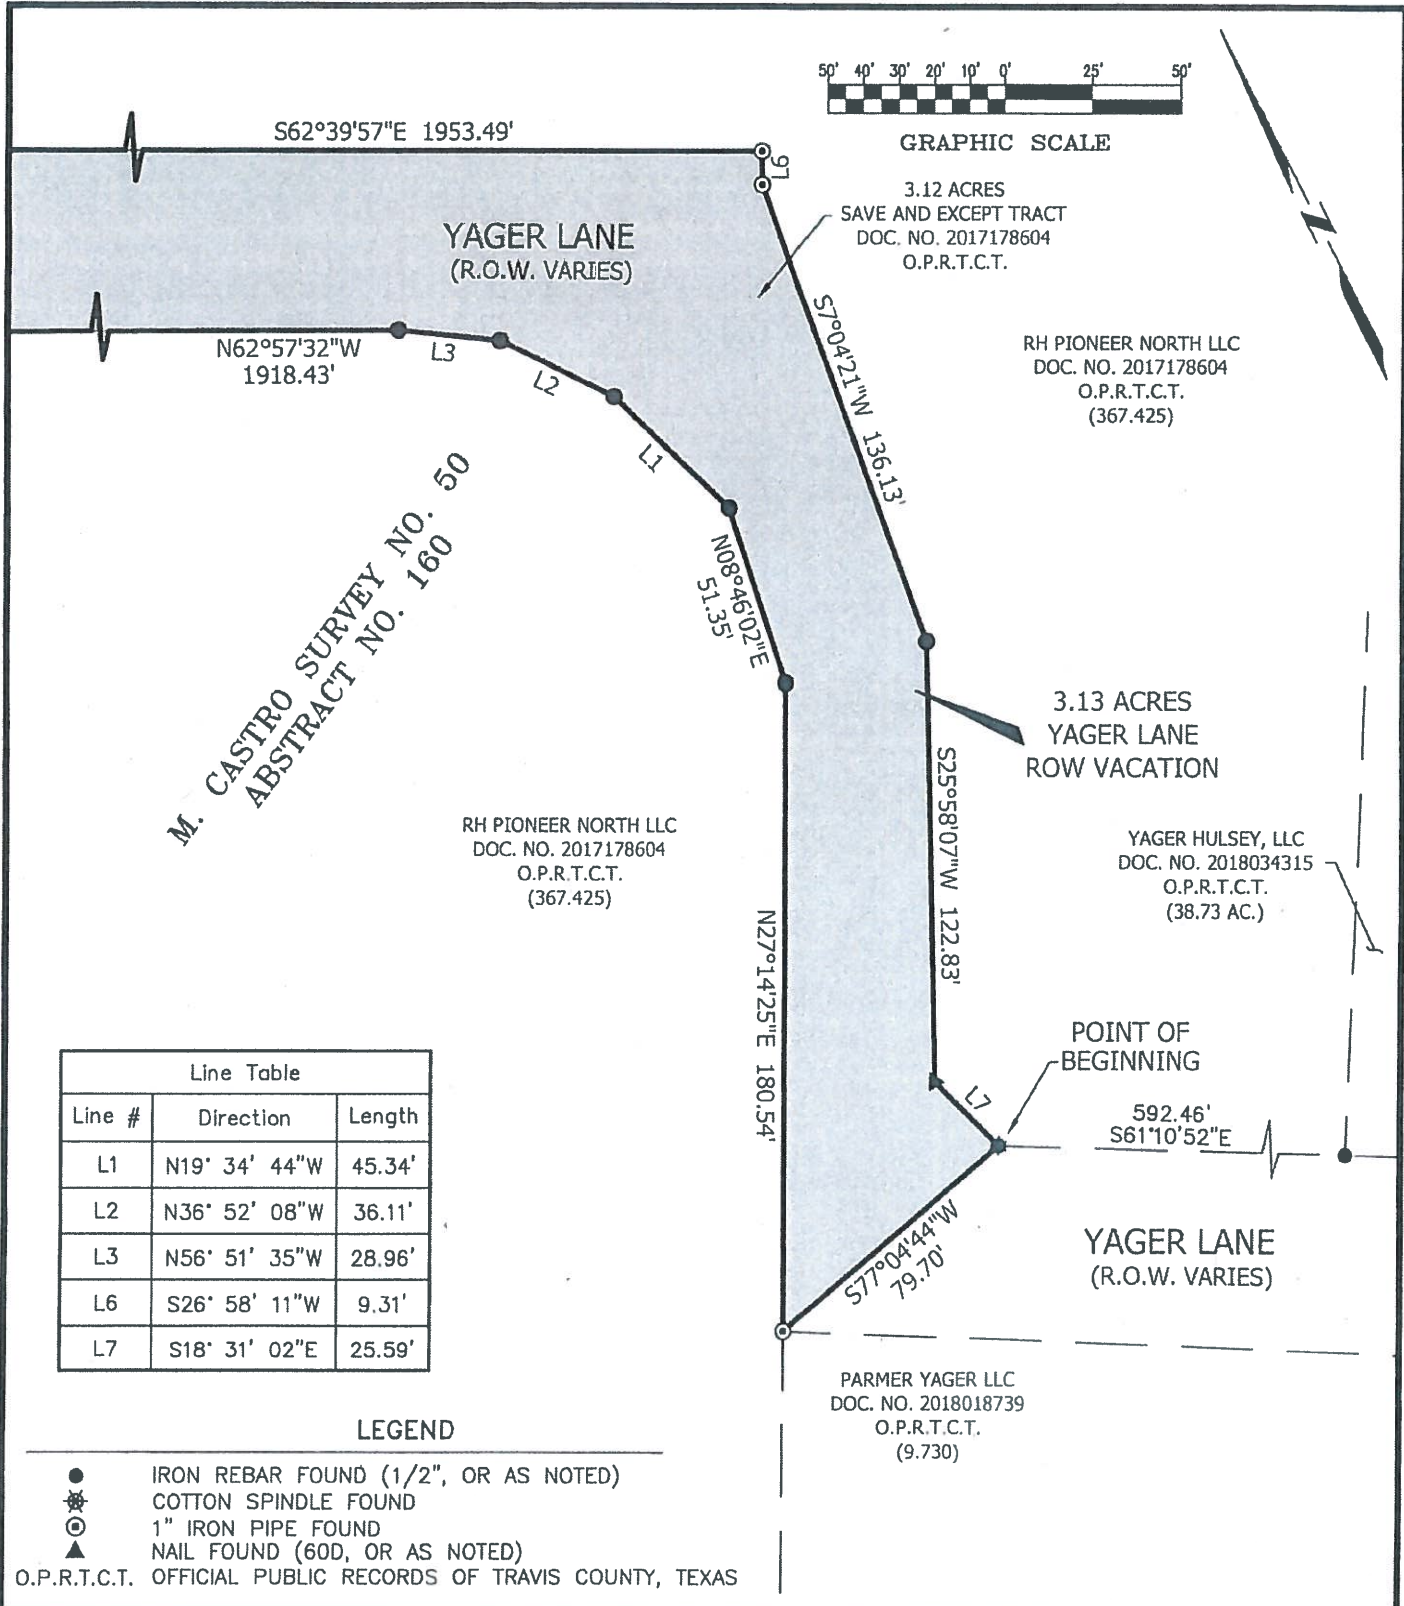 50' 40' 30' 20' 10' 0' 25' 50'
GRAPHIC SCALE
N
S62°39'57"E 1953.49'
L6
3.12 ACRES
SAVE AND EXCEPT TRACT
DOC. NO. 2017178604
O.P.R.T.C.T.
YAGER LANE
(R.O.W. VARIES)
S7°04'21"W 136.13'
RH PIONEER NORTH LLC
DOC. NO. 2017178604
O.P.R.T.C.T.
(367.425)
N62°57'32"W
1918.43'
L3
L2
L1
M. CASTRO SURVEY NO. 50
ABSTRACT NO. 160
N08°46'02"E
51.35'
3.13 ACRES
YAGER LANE
ROW VACATION
S25°58'07"W 122.83'
RH PIONEER NORTH LLC
DOC. NO. 2017178604
O.P.R.T.C.T.
(367.425)
YAGER HULSEY, LLC
DOC. NO. 2018034315
O.P.R.T.C.T.
(38.73 AC.)
N27°14'25"E 180.54'
POINT OF
BEGINNING
L7
592.46'
S61°10'52"E
S77°04'44"W
79.70'
YAGER LANE
(R.O.W. VARIES)
Line Table
Line # Direction Length
L1 N19° 34' 44"W 45.34'
L2 N36° 52' 08"W 36.11'
L3 N56° 51' 35"W 28.96'
L6 S26° 58' 11"W 9.31'
L7 S18° 31' 02"E 25.59'
PARMER YAGER LLC
DOC. NO. 2018018739
O.P.R.T.C.T.
(9.730)
LEGEND
IRON REBAR FOUND (1/2", OR AS NOTED)
COTTON SPINDLE FOUND
1" IRON PIPE FOUND
NAIL FOUND (60D, OR AS NOTED)
O.P.R.T.C.T. OFFICIAL PUBLIC RECORDS OF TRAVIS COUNTY, TEXAS